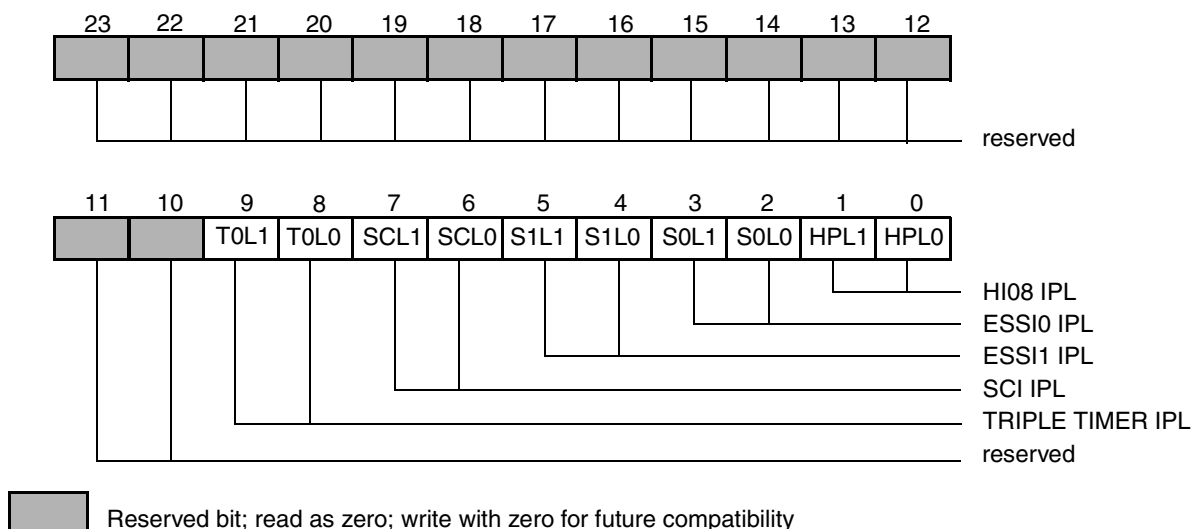 23 22 21 20 19 18 17 16 15 14 13 12
reserved
11 10 9 8 7 6 5 4 3 2 1 0
T0L1 T0L0 SCL1 SCL0 S1L1 S1L0 S0L1 S0L0 HPL1 HPL0
HI08 IPL
ESSI0 IPL
ESSI1 IPL
SCI IPL
TRIPLE TIMER IPL
reserved
Reserved bit; read as zero; write with zero for future compatibility